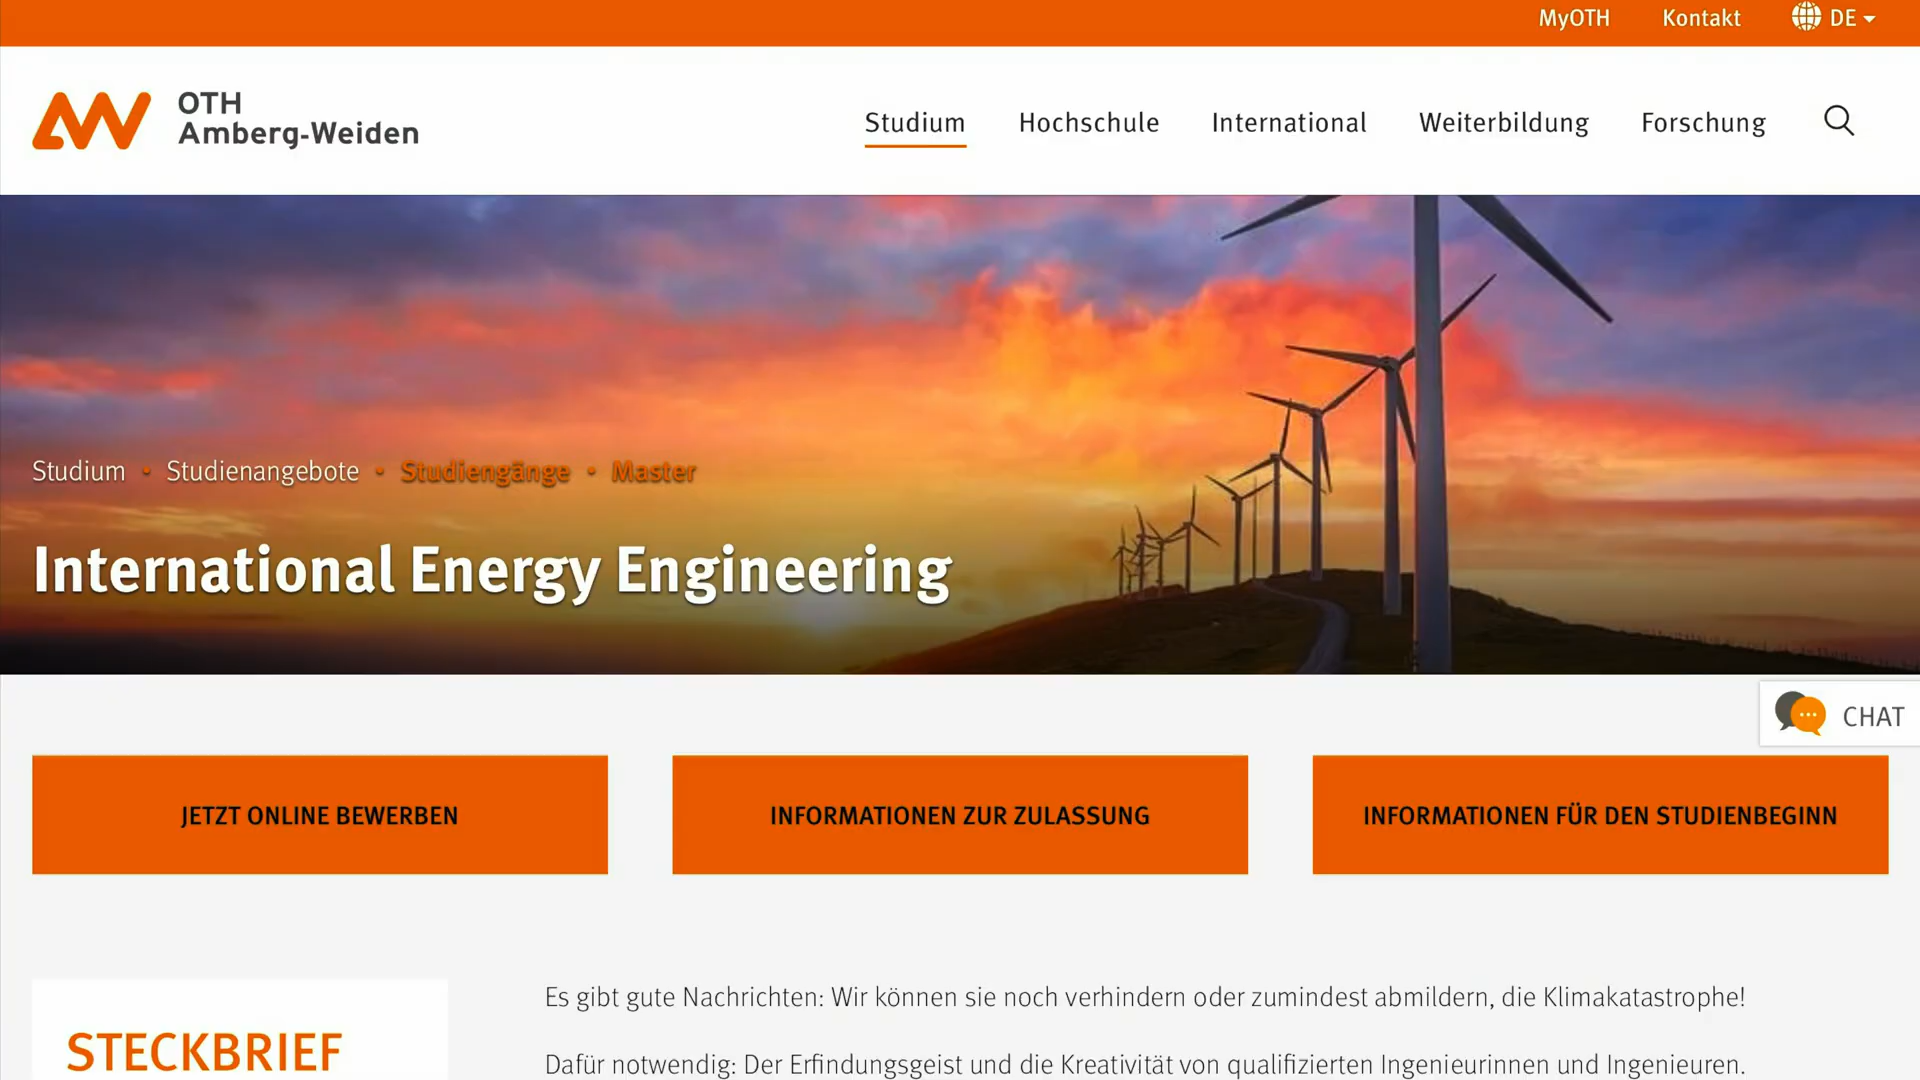 MyOTH Kontakt DE
OTH
Amberg-Weiden
Studium Hochschule International Weiterbildung Forschung
Studium • Studienangebote • Studiengänge • Master
International Energy Engineering
CHAT
JETZT ONLINE BEWERBEN INFORMATIONEN ZUR ZULASSUNG INFORMATIONEN FÜR DEN STUDIENBEGINN
STECKBRIEF
Es gibt gute Nachrichten: Wir können sie noch verhindern oder zumindest abmildern, die Klimakatastrophe!
Dafür notwendig: Der Erfindungsgeist und die Kreativität von qualifizierten Ingenieurinnen und Ingenieuren.